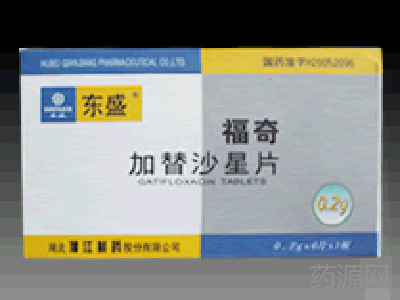 HUBEI QIANJIANG PHARMACEUTICAL CO.,LTD.
国药准字H20052096
东盛
福奇
加替沙星片
GATIFLOXACIN TABLETS
0.2g
湖北潜江制药股份有限公司
0.2g×6片×1板
药源网